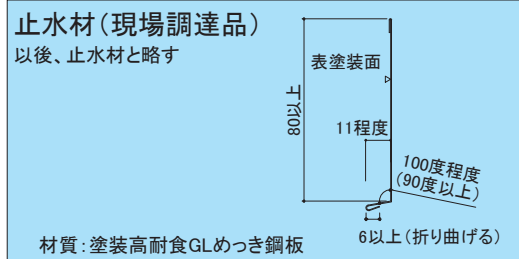 止水材(現場調達品)
以後、止水材と略す
表塗装面
80以上
11程度
100度程度
(90度以上)
6以上(折り曲げる)
材質:塗装高耐食GLめっき鋼板